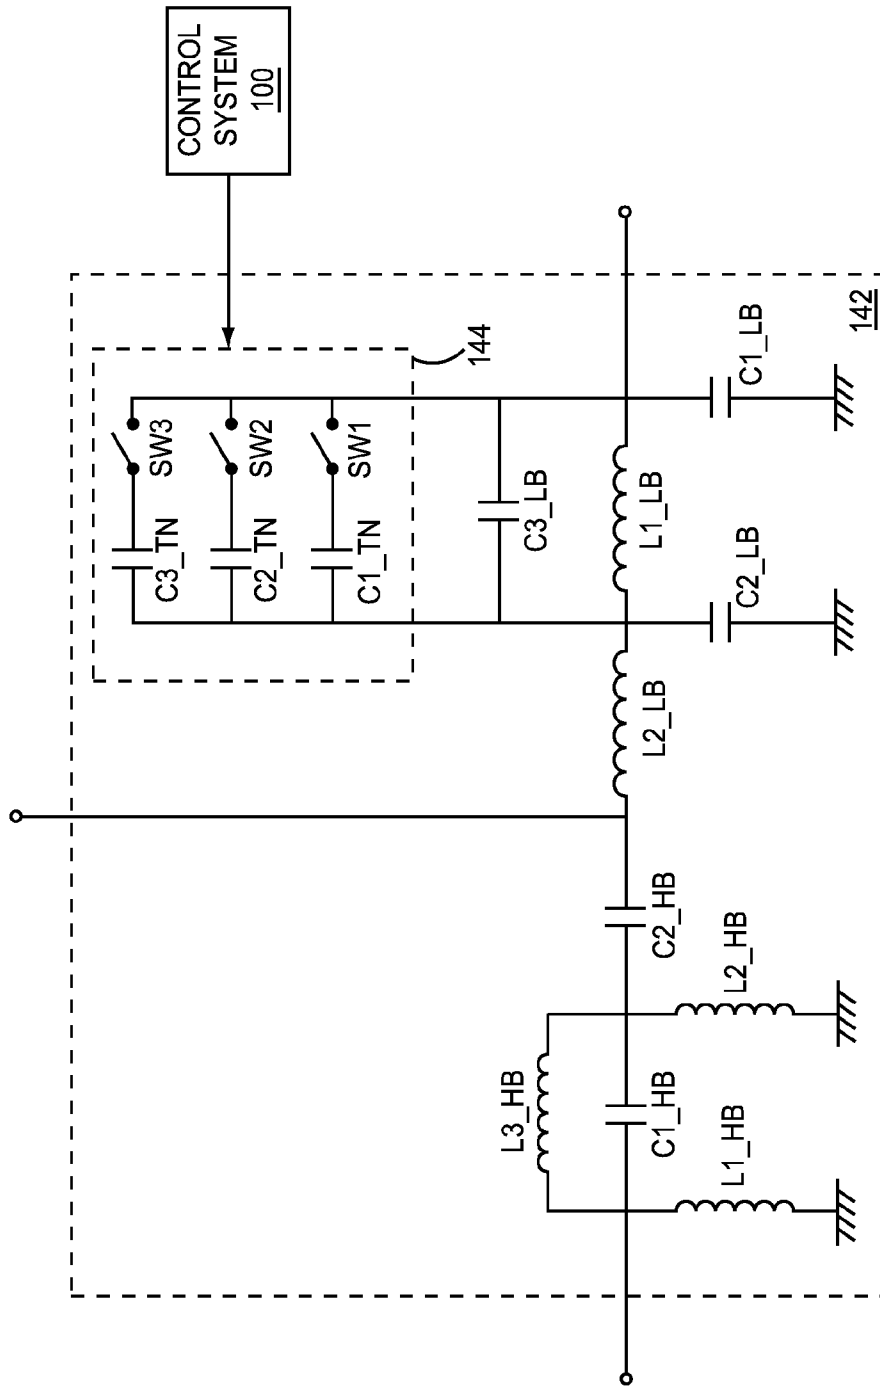 CONTROL
SYSTEM
100
144
SW3
SW2
SW1
C3_TN
C2_TN
C1_TN
C3_LB
142
C1_LB
L1_LB
C2_LB
L2_LB
C2_HB
L2_HB
L3_HB
C1_HB
L1_HB